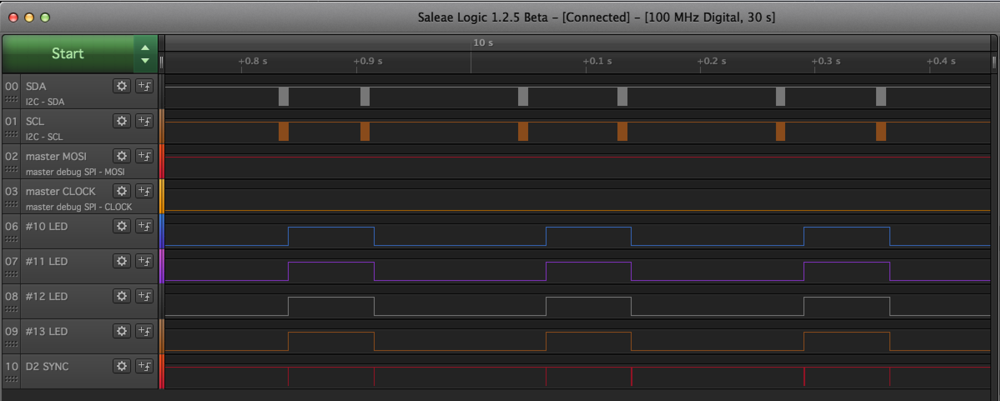 Saleae Logic 1.2.5 Beta – [Connected] – [100 MHz Digital, 30 s]
Start
10 s
+0.8 s +0.9 s +0.1 s +0.2 s +0.3 s +0.4 s
00 SDA
I2C - SDA
01 SCL
I2C - SCL
02 master MOSI
master debug SPI - MOSI
03 master CLOCK
master debug SPI - CLOCK
06 #10 LED
07 #11 LED
08 #12 LED
09 #13 LED
10 D2 SYNC